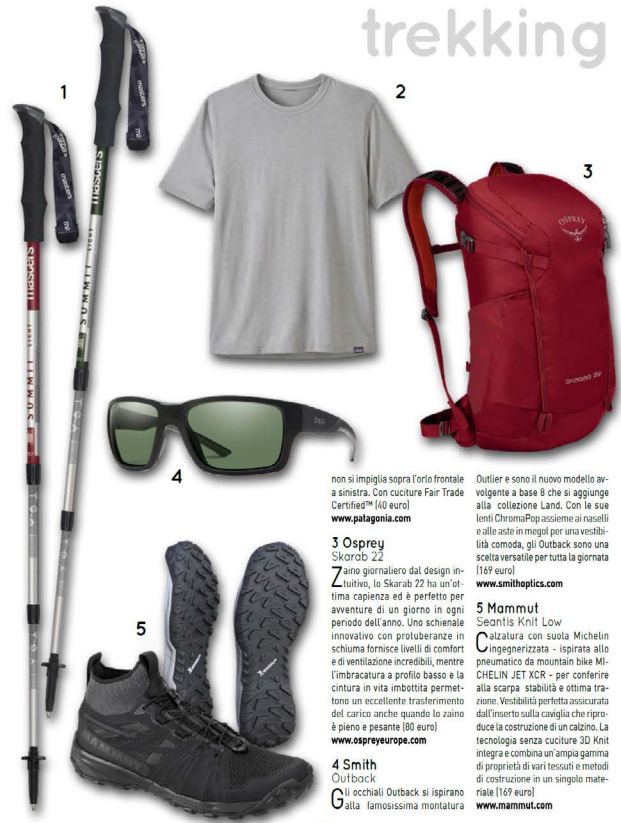 trekking
1
2
3
4
5
masters
SUMMIT LIGHT
masters
SUMMIT LIGHT
OSPREY
SKARAB 22
non si impiglia sopra l'orlo frontale
a sinistra. Con cuciture Fair Trade
Certified™ (40 euro)
www.patagonia.com
3 Osprey
Skarab 22
Zaino giornaliero dal design in-
tuitivo, lo Skarab 22 ha un'ot-
tima capienza ed è perfetto per
avventure di un giorno in ogni
periodo dell'anno. Uno schienale
innovativo con protuberanze in
schiuma fornisce livelli di comfort
e di ventilazione incredibili, mentre
l'imbracatura a profilo basso e la
cintura in vita imbottita permet-
tono un eccellente trasferimento
del carico anche quando lo zaino
è pieno e pesante (80 euro)
www.ospreyeurope.com
4 Smith
Outback
Gli occhiali Outback si ispirano
alla famosissima montatura
Outlier e sono il nuovo modello av-
volgente a base 8 che si aggiunge
alla collezione Land. Con le sue
lenti ChromaPop assieme ai naselli
e alle aste in megol per una vestibi-
lità comoda, gli Outback sono una
scelta versatile per tutta la giornata
(169 euro)
www.smithoptics.com
5 Mammut
Seantis Knit Low
Calzatura con suola Michelin
ingegnerizzata - ispirata allo
pneumatico da mountain bike MI-
CHELIN JET XCR - per conferire
alla scarpa stabilità e ottima tra-
zione. Vestibilità perfetta assicurata
dall'inserto sulla caviglia che ripro-
duce la costruzione di un calzino. La
tecnologia senza cuciture 3D Knit
integra e combina un'ampia gamma
di proprietà di vari tessuti e metodi
di costruzione in un singolo mate-
riale (169 euro)
www.mammut.com